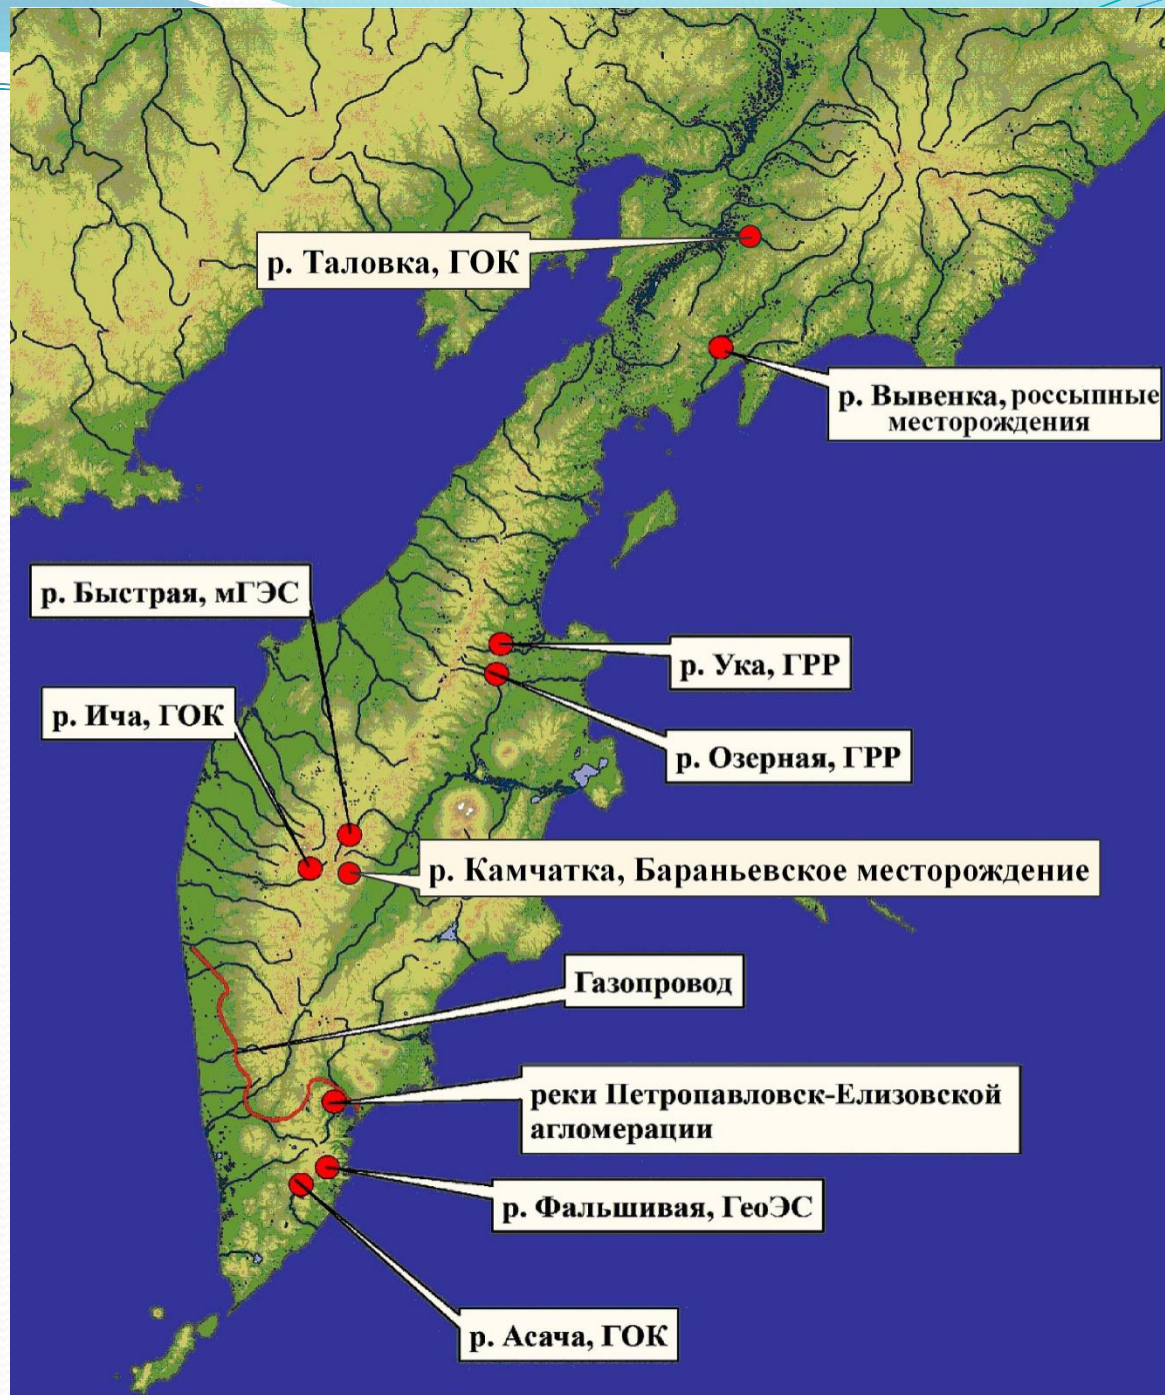 р. Таловка, ГОК
р. Вывенка, россыпные
месторождения
р. Быстрая, мГЭС
р. Ука, ГРР
р. Ича, ГОК
р. Озерная, ГРР
р. Камчатка, Бараньевское месторождение
Газопровод
реки Петропавловск-Елизовской
агломерации
р. Фальшивая, ГеоЭС
р. Асача, ГОК